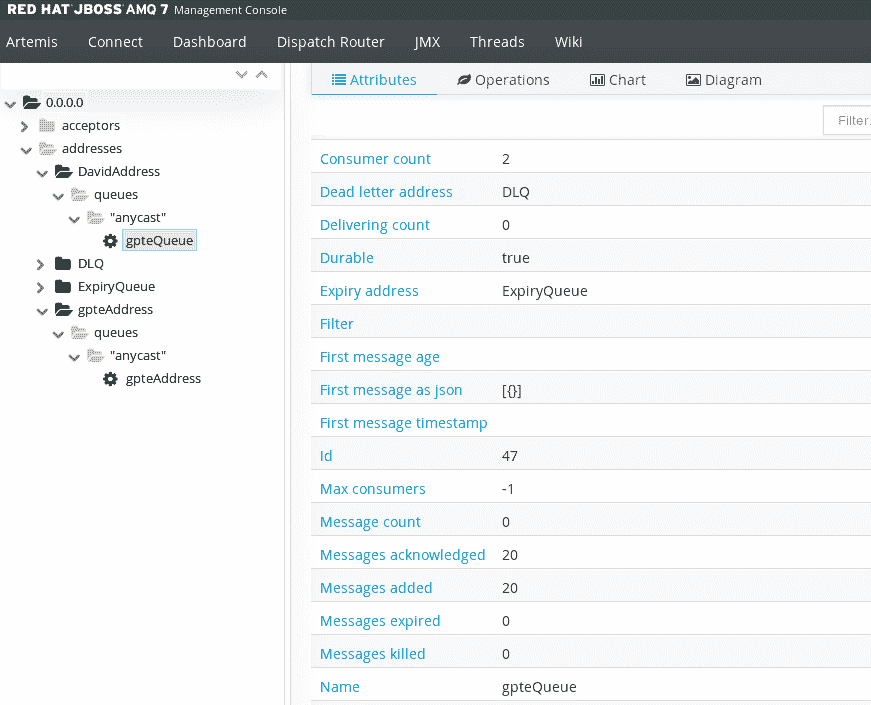 RED HAT JBOSS AMQ 7 Management Console
Artemis Connect Dashboard Dispatch Router JMX Threads Wiki
0.0.0.0
acceptors
addresses
DavidAddress
queues
"anycast"
gpteQueue
DLQ
ExpiryQueue
gpteAddress
queues
"anycast"
gpteAddress
Attributes Operations Chart Diagram
Filter.
Consumer count 2
Dead letter address DLQ
Delivering count 0
Durable true
Expiry address ExpiryQueue
Filter
First message age
First message as json [{}]
First message timestamp
Id 47
Max consumers -1
Message count 0
Messages acknowledged 20
Messages added 20
Messages expired 0
Messages killed 0
Name gpteQueue